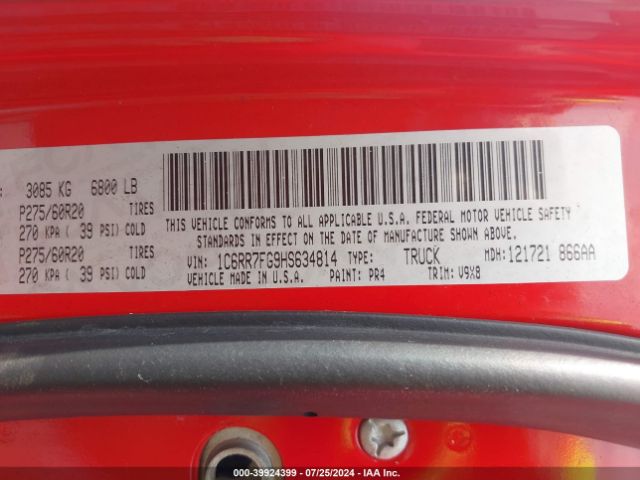 : 3085 KG 6800 LB
P275/60R20 TIRES
270 KPA( 39 PSI) COLD
P275/60R20 TIRES
270 KPA( 39 PSI) COLD
THIS VEHICLE CONFORMS TO ALL APPLICABLE U.S.A. FEDERAL MOTOR VEHICLE SAFETY
STANDARDS IN EFFECT ON THE DATE OF MANUFACTURE SHOWN ABOVE.
VIN: 1C6RR7FG9HS634814 TYPE: TRUCK MDH: 121721 866AA
VEHICLE MADE IN U.S.A. PAINT: PR4 TRIM: V9X8
000-39924399 - 07/25/2024 - IAAI.COM